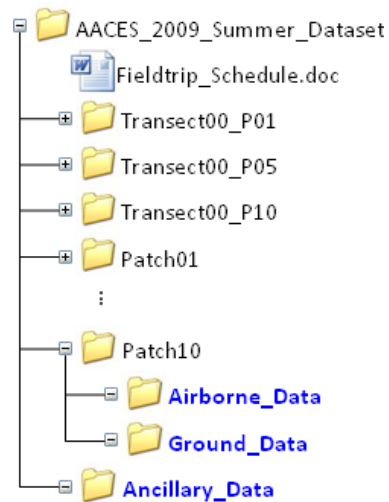 AACES_2009_Summer_Dataset
Fieldtrip_Schedule.doc
Transect00_P01
Transect00_P05
Transect00_P10
Patch01
⋮
Patch10
Airborne_Data
Ground_Data
Ancillary_Data